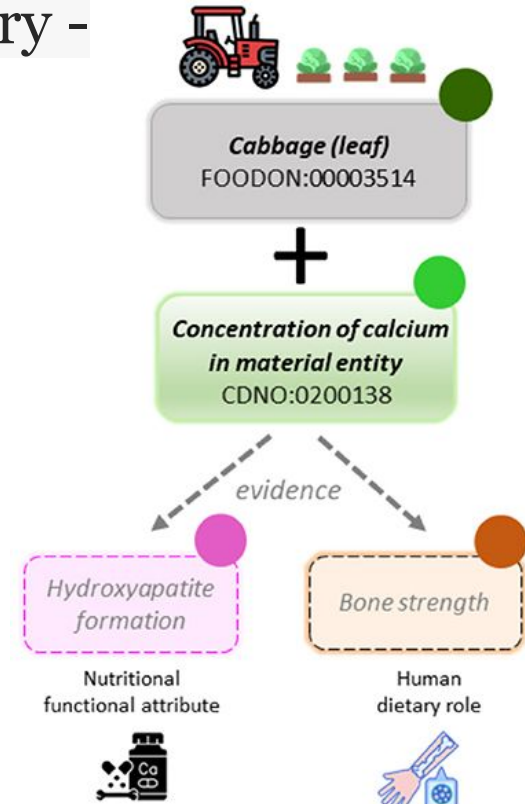 ry -
Cabbage (leaf)
FOODON:00003514
+
Concentration of calcium
in material entity
CDNO:0200138
evidence
Hydroxyapatite
formation
Bone strength
Nutritional
functional attribute
Human
dietary role
Ca